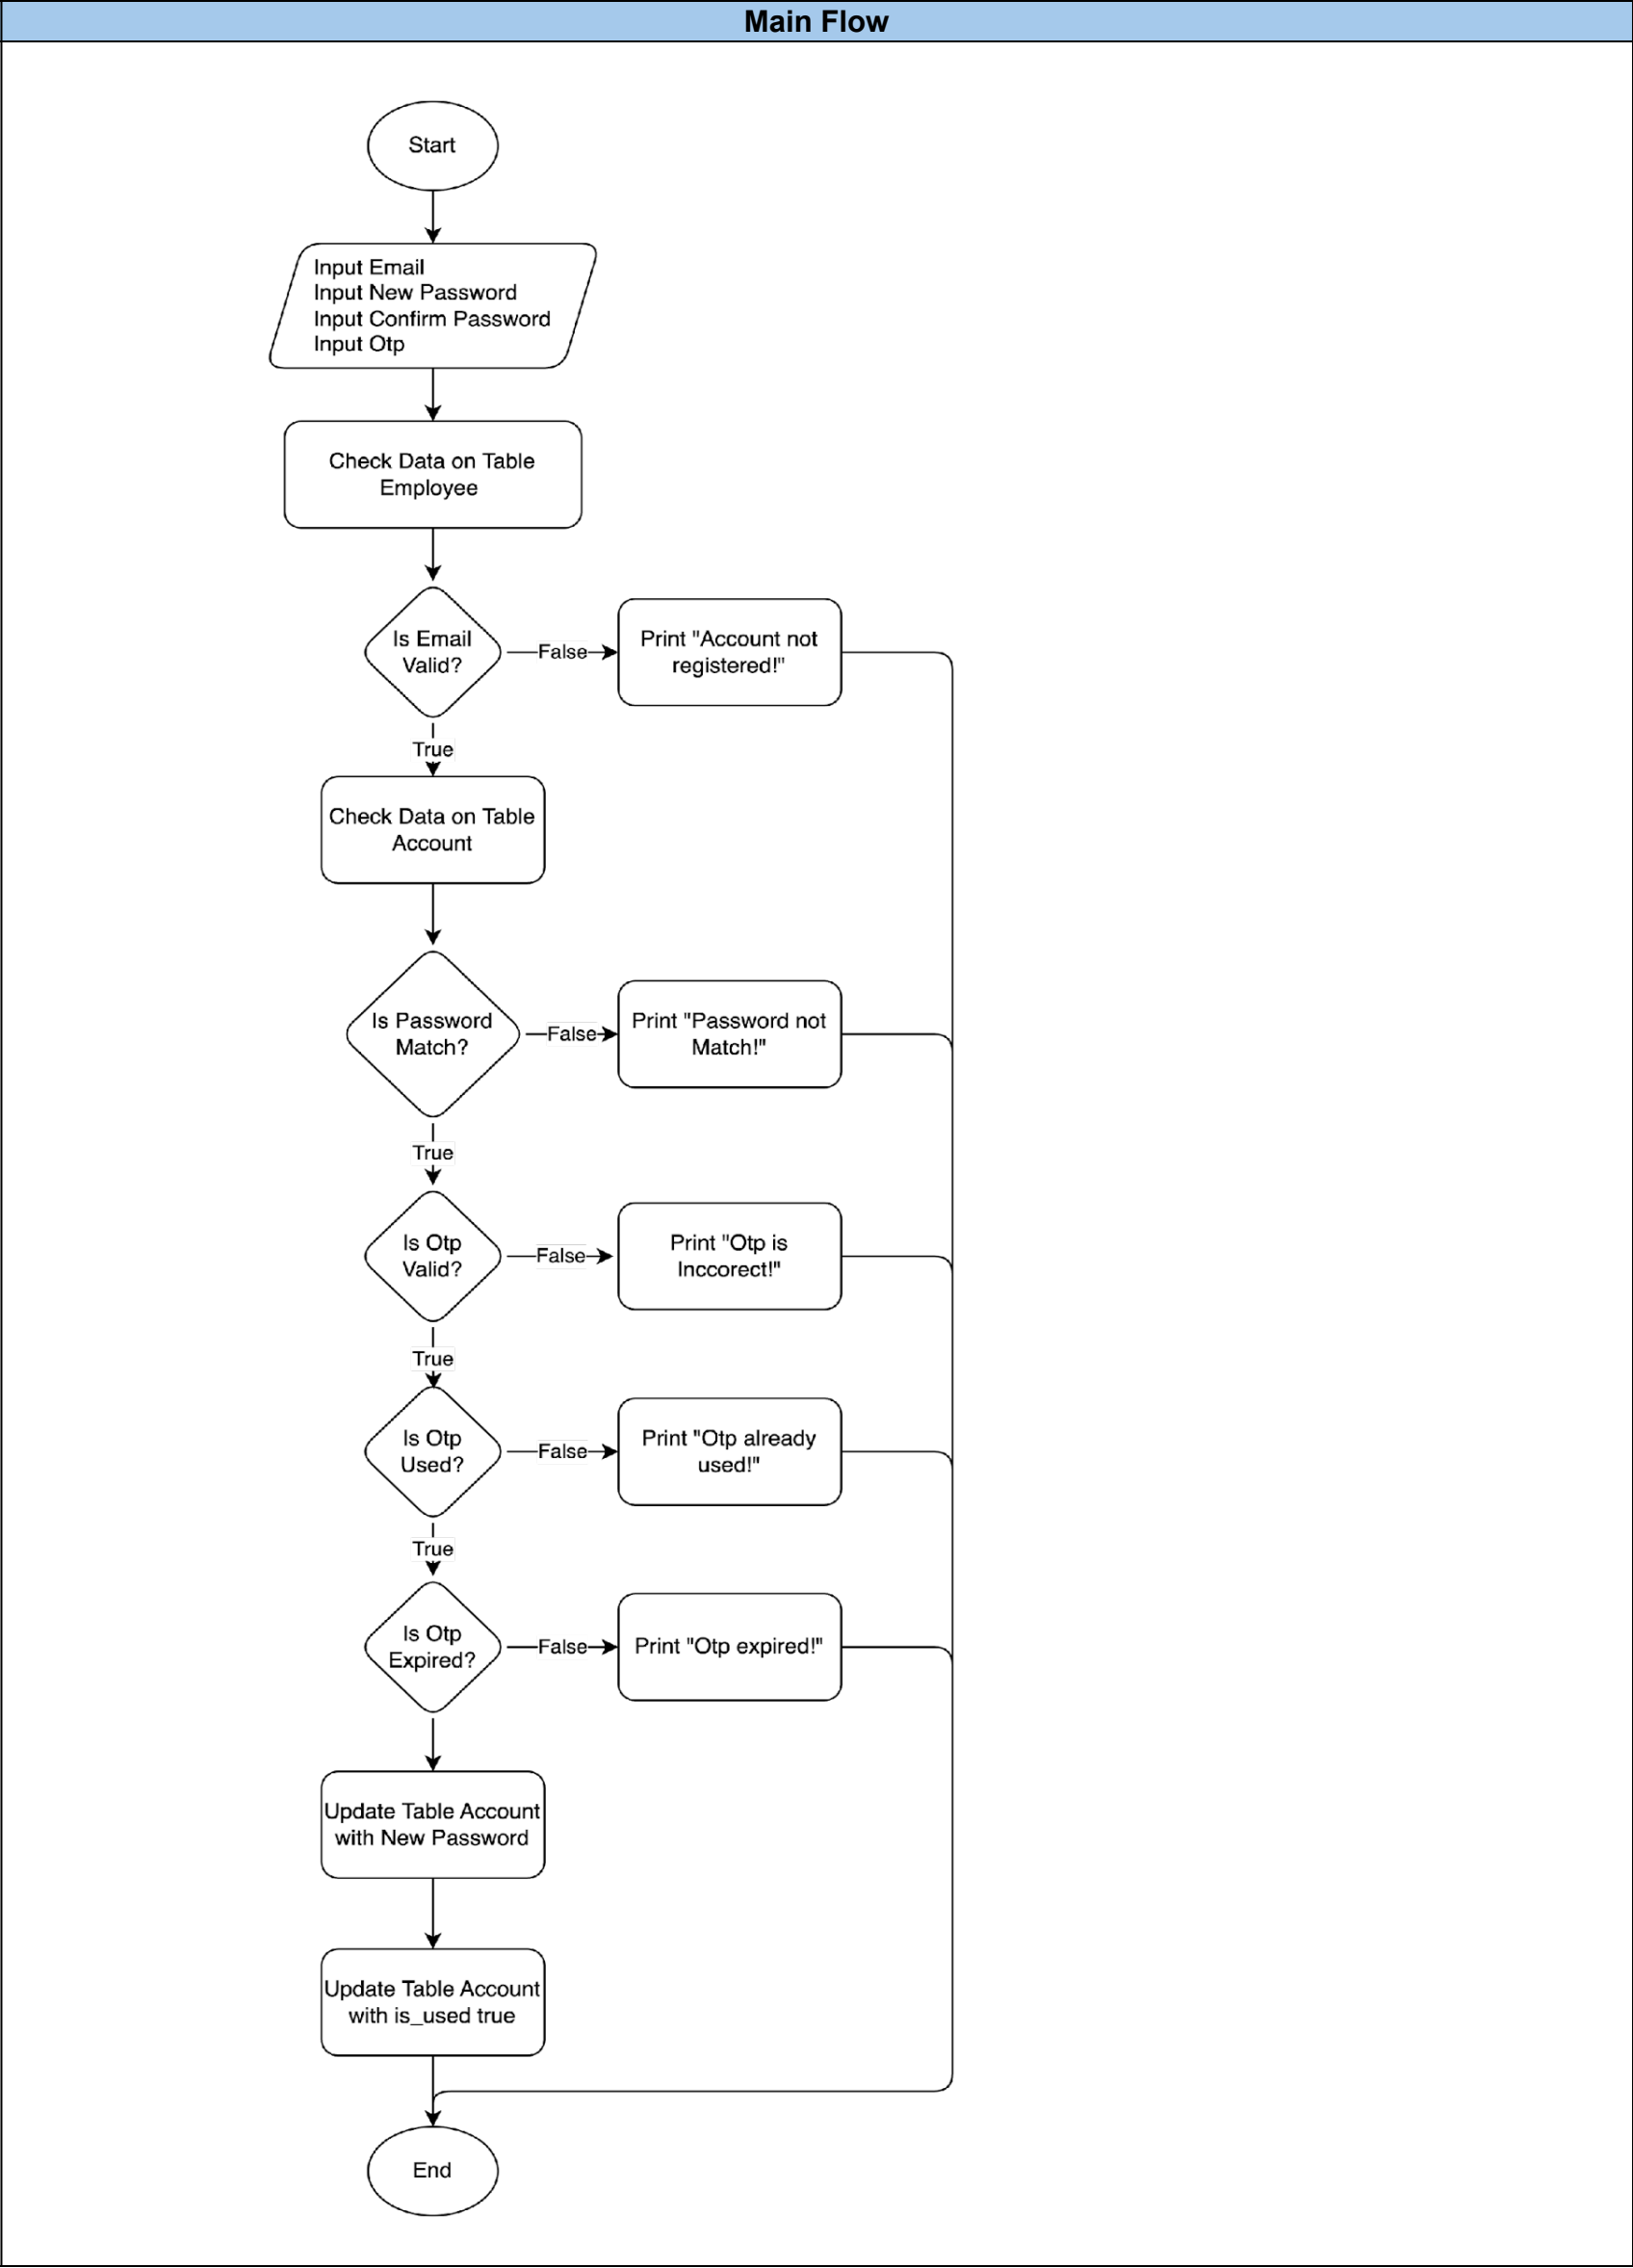 Main Flow
Start
Input Email
Input New Password
Input Confirm Password
Input Otp
Check Data on Table
Employee
Is Email
Valid?
False
Print "Account not
registered!"
True
Check Data on Table
Account
Is Password
Match?
False
Print "Password not
Match!"
True
Is Otp
Valid?
False
Print "Otp is
Inccorect!"
True
Is Otp
Used?
False
Print "Otp already
used!"
True
Is Otp
Expired?
False
Print "Otp expired!"
Update Table Account
with New Password
Update Table Account
with is_used true
End